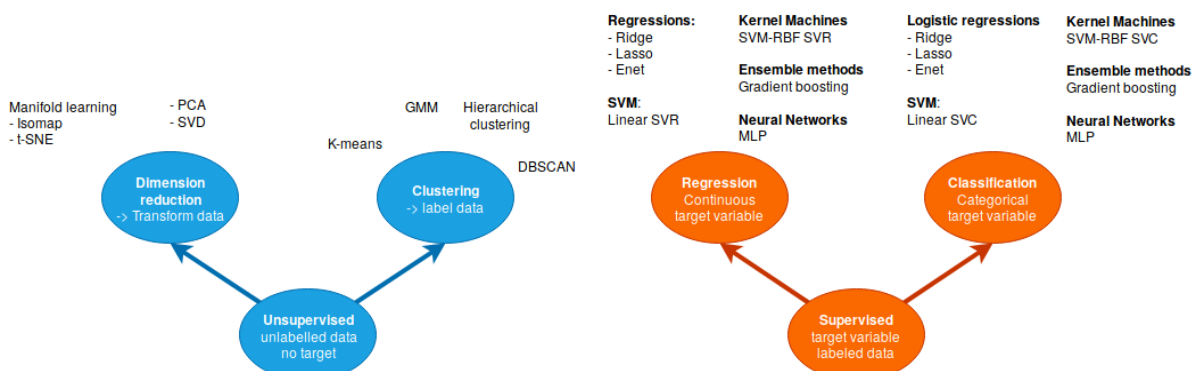 Manifold learning
- Isomap
- t-SNE
- PCA
- SVD
K-means
GMM
Hierarchical
clustering
DBSCAN
Dimension
reduction
-> Transform data
Clustering
-> label data
Unsupervised
unlabelled data
no target
Regressions:
- Ridge
- Lasso
- Enet
SVM:
Linear SVR
Kernel Machines
SVM-RBF SVR
Ensemble methods
Gradient boosting
Neural Networks
MLP
Logistic regressions
- Ridge
- Lasso
- Enet
SVM:
Linear SVC
Kernel Machines
SVM-RBF SVC
Ensemble methods
Gradient boosting
Neural Networks
MLP
Regression
Continuous
target variable
Classification
Categorical
target variable
Supervised
target variable
labeled data